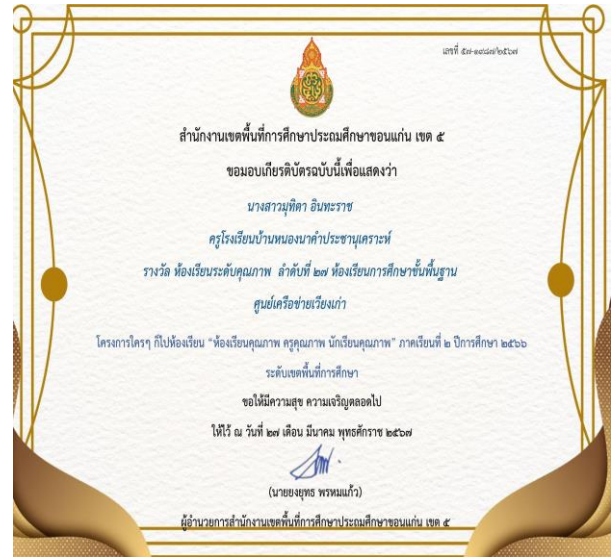 เลขที่ ๕๗-๑๙๘๗/๒๕๖๗
สำนักงานเขตพื้นที่การศึกษาประถมศึกษาขอนแก่น เขต ๕
ขอมอบเกียรติบัตรฉบับนี้เพื่อแสดงว่า
นางสาวมุทิตา อินทะราช
ครูโรงเรียนบ้านหนองนาคำประชานุเคราะห์
รางวัล ห้องเรียนระดับคุณภาพ ลำดับที่ ๒๗ ห้องเรียนการศึกษาขั้นพื้นฐาน
ศูนย์เครือข่ายเวียงเก่า
โครงการใครๆ ก็ไปห้องเรียน “ห้องเรียนคุณภาพ ครูคุณภาพ นักเรียนคุณภาพ” ภาคเรียนที่ ๒ ปีการศึกษา ๒๕๖๖
ระดับเขตพื้นที่การศึกษา
ขอให้มีความสุข ความเจริญตลอดไป
ให้ไว้ ณ วันที่ ๒๗ เดือน มีนาคม พุทธศักราช ๒๕๖๗
(นายยงยุทธ พรหมแก้ว)
ผู้อำนวยการสำนักงานเขตพื้นที่การศึกษาประถมศึกษาขอนแก่น เขต ๕